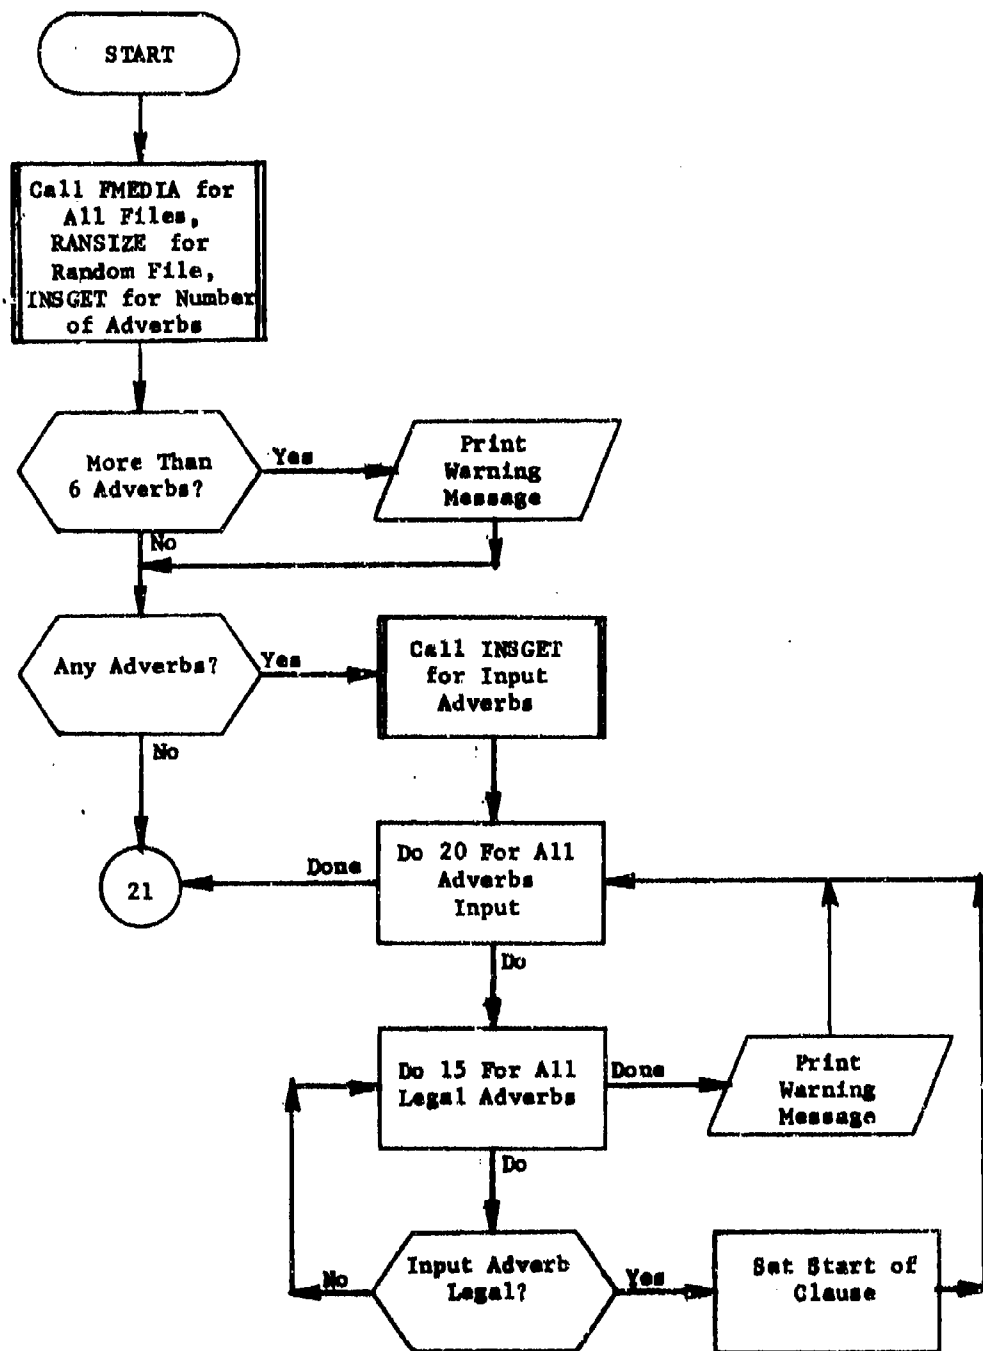 START
Call FMEDIA for
All Files,
RANSIZE for
Random File,
INSGET for Number
of Adverbs
More Than
6 Adverbs?
Yes
Print
Warning
Message
No
Any Adverbs?
Yes
Call INSGET
for Input
Adverbs
No
21
Done
Do 20 For All
Adverbs
Input
Do
Do 15 For All
Legal Adverbs
Done
Print
Warning
Message
Do
Input Adverb
Legal?
No
Yes
Set Start of
Clause